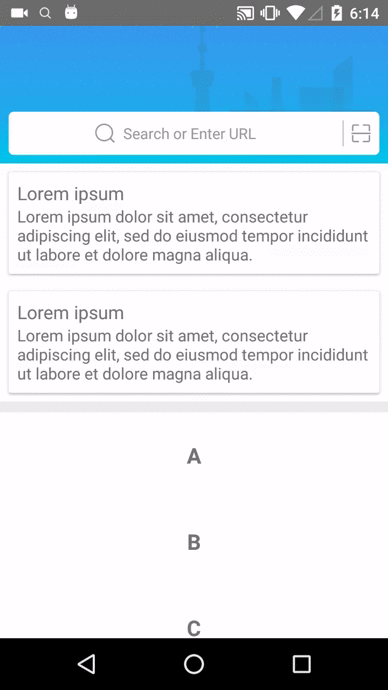 6:14
Search or Enter URL
Lorem ipsum
Lorem ipsum dolor sit amet, consectetur
adipiscing elit, sed do eiusmod tempor incididunt
ut labore et dolore magna aliqua.
Lorem ipsum
Lorem ipsum dolor sit amet, consectetur
adipiscing elit, sed do eiusmod tempor incididunt
ut labore et dolore magna aliqua.
A
B
C